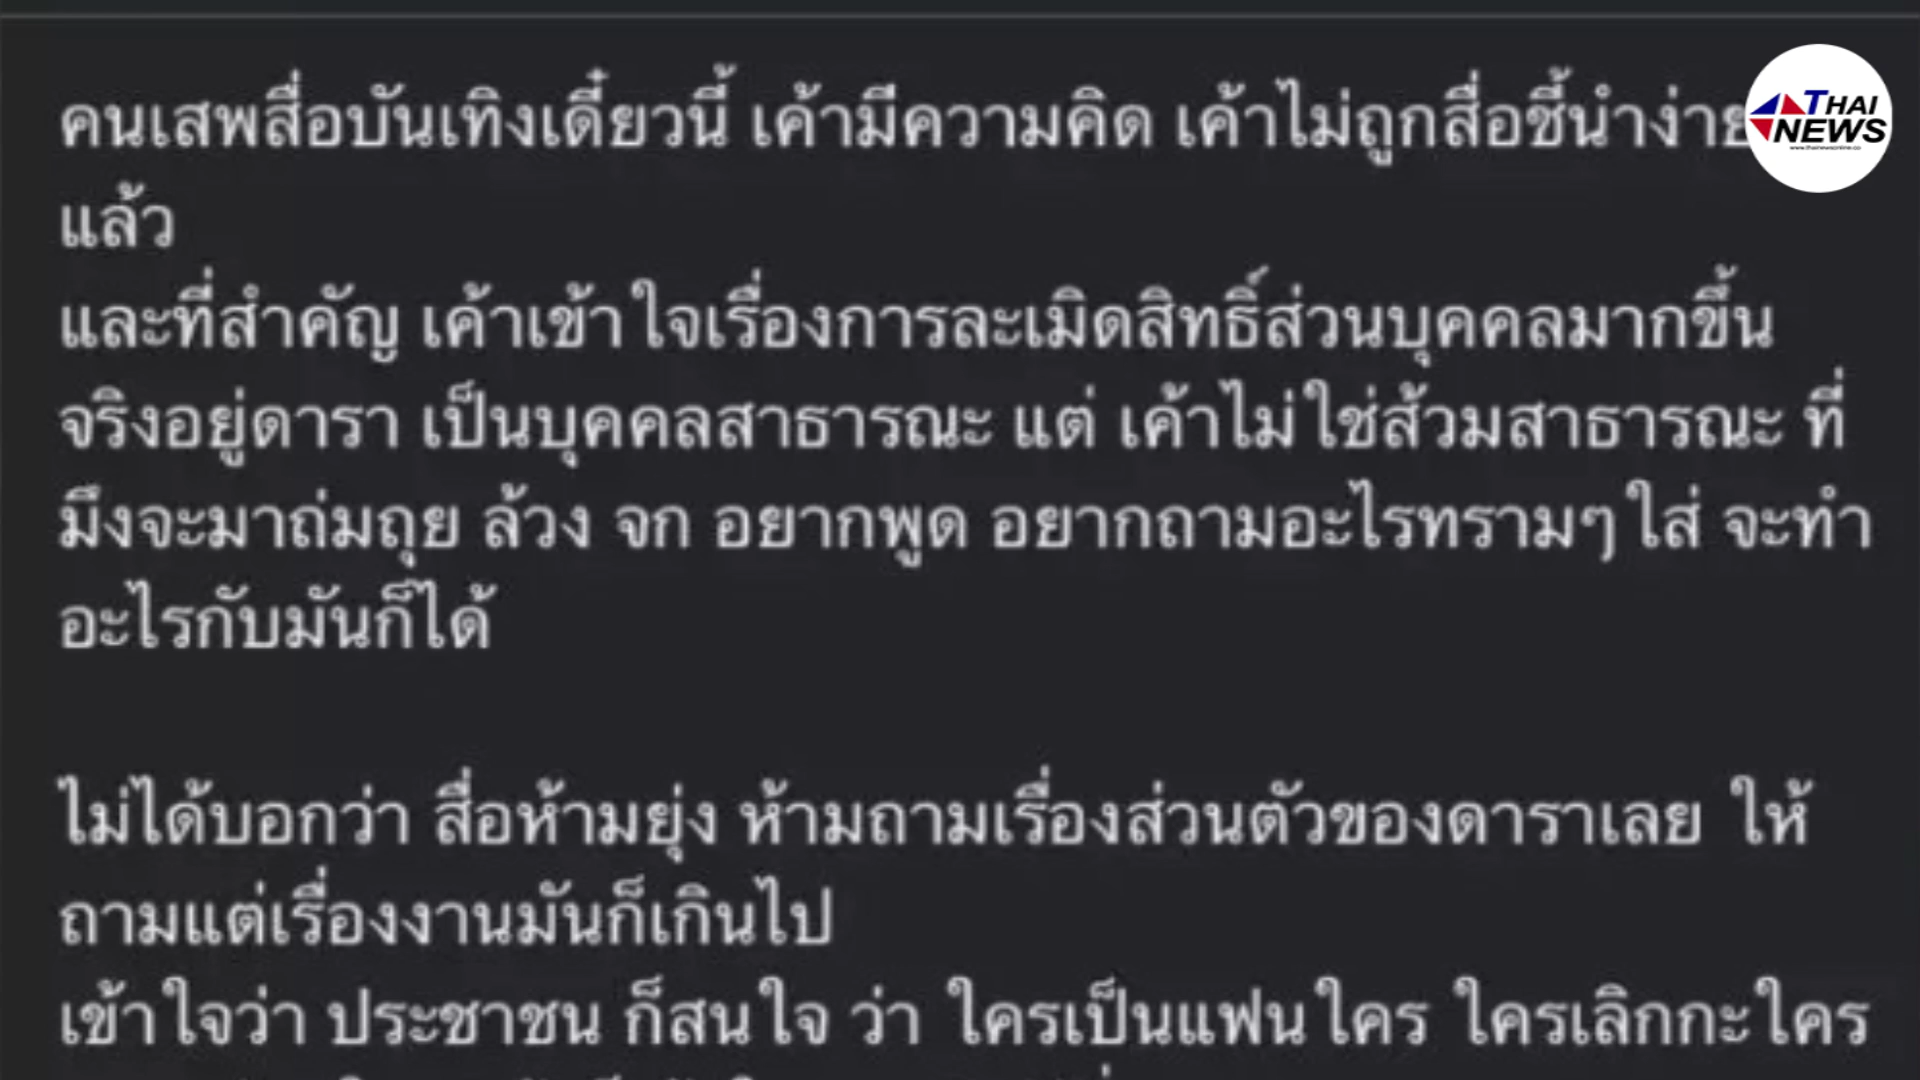 คนเสพสื่อบันเทิงเดี๋ยวนี้ เค้ามีความคิด เค้าไม่ถูกสื่อชี้นำง่าย
THAI
NEWS
www.thainewsonline.co
แล้ว
และที่สำคัญ เค้าเข้าใจเรื่องการละเมิดสิทธิ์ส่วนบุคคลมากขึ้น
จริงอยู่ดารา เป็นบุคคลสาธารณะ แต่ เค้าไม่ใช่ส้วมสาธารณะ ที่
มึงจะมาถ่มถุย ล้วง จก อยากพูด อยากถามอะไรทรามๆใส่ จะทำ
อะไรกับมันก็ได้
ไม่ได้บอกว่า สื่อห้ามยุ่ง ห้ามถามเรื่องส่วนตัวของดาราเลย ให้
ถามแต่เรื่องงานมันก็เกินไป
เข้าใจว่า ประชาชน ก็สนใจ ว่า ใครเป็นแฟนใคร ใครเลิกกะใคร